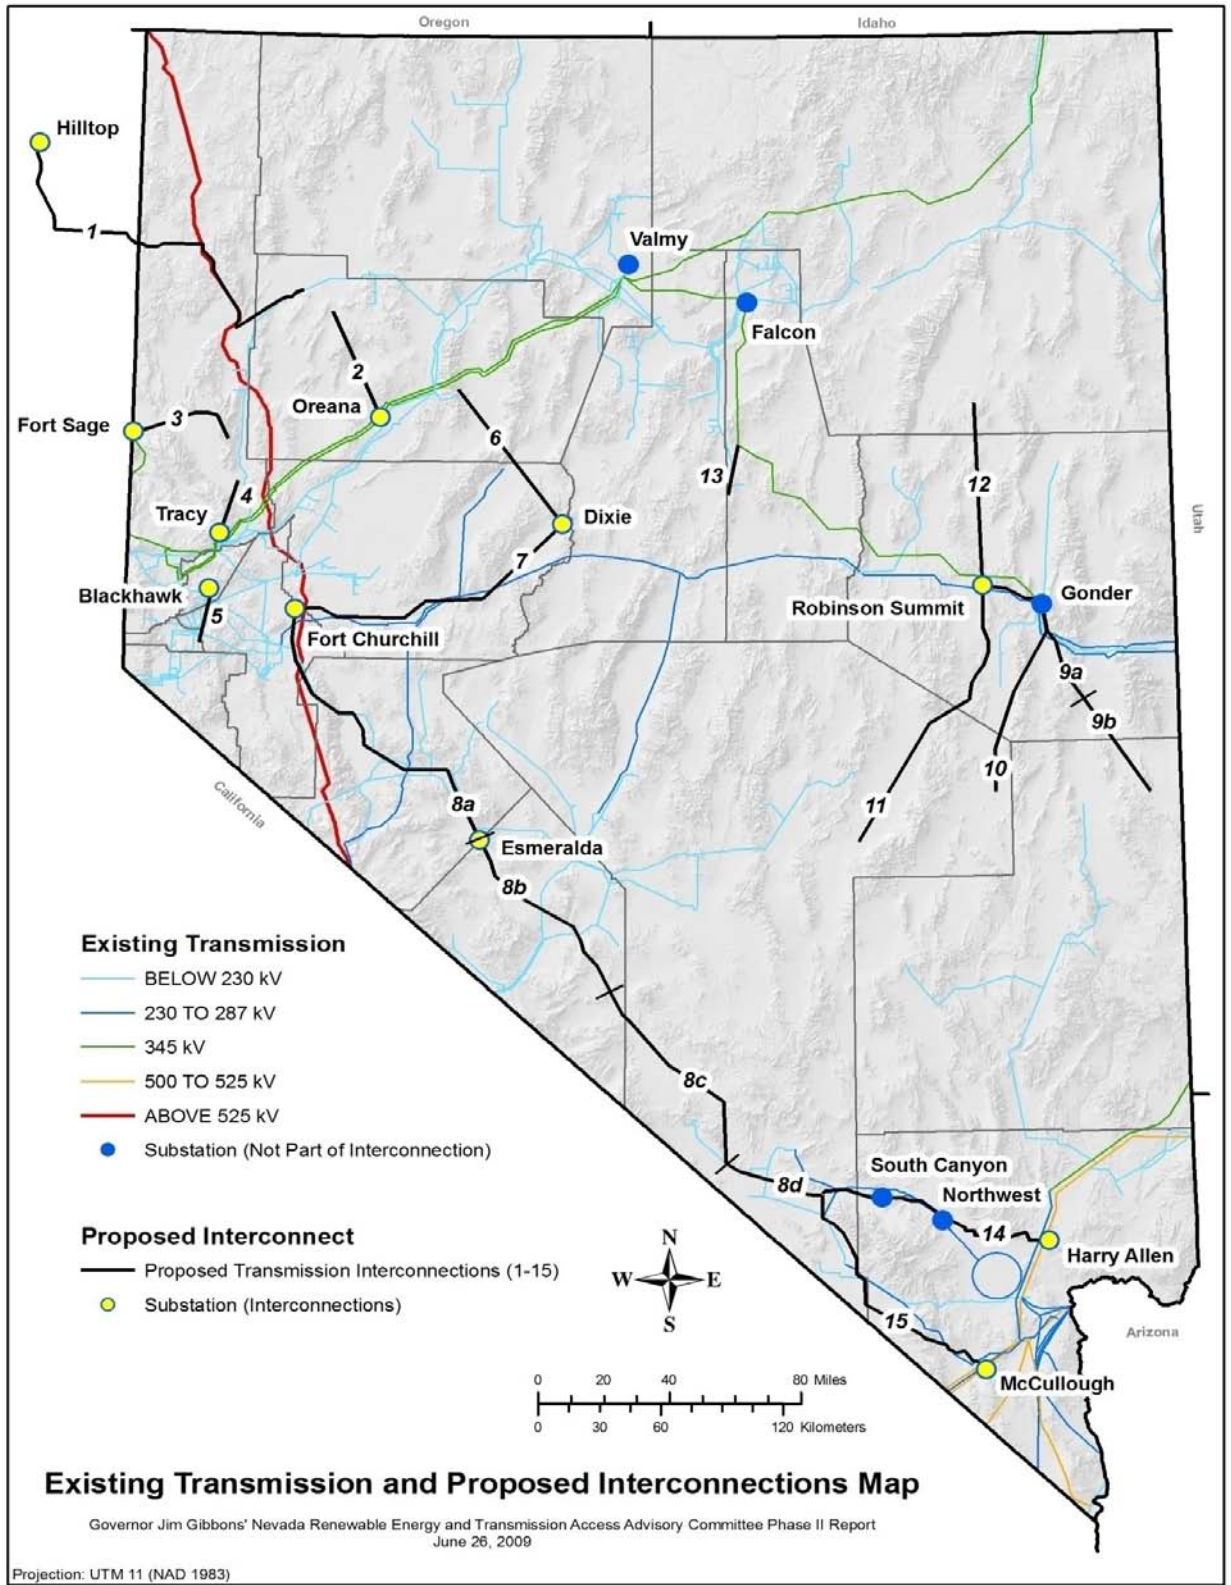 Oregon
Idaho
Hilltop
1
Valmy
Falcon
2
Oreana
3
Fort Sage
6
13
12
4
Tracy
Dixie
Utah
7
Blackhawk
5
Robinson Summit
Gonder
Fort Churchill
9a
9b
10
California
8a
11
Esmeralda
8b
Existing Transmission
BELOW 230 kV
230 TO 287 kV
345 kV
500 TO 525 kV
ABOVE 525 kV
Substation (Not Part of Interconnection)
8c
South Canyon
8d
Northwest
14
Harry Allen
Proposed Interconnect
Proposed Transmission Interconnections (1-15)
Substation (Interconnections)
N
W E
S
15
Arizona
McCullough
0 20 40 80 Miles
0 30 60 120 Kilometers
Existing Transmission and Proposed Interconnections Map
Governor Jim Gibbons' Nevada Renewable Energy and Transmission Access Advisory Committee Phase II Report
June 26, 2009
Projection: UTM 11 (NAD 1983)